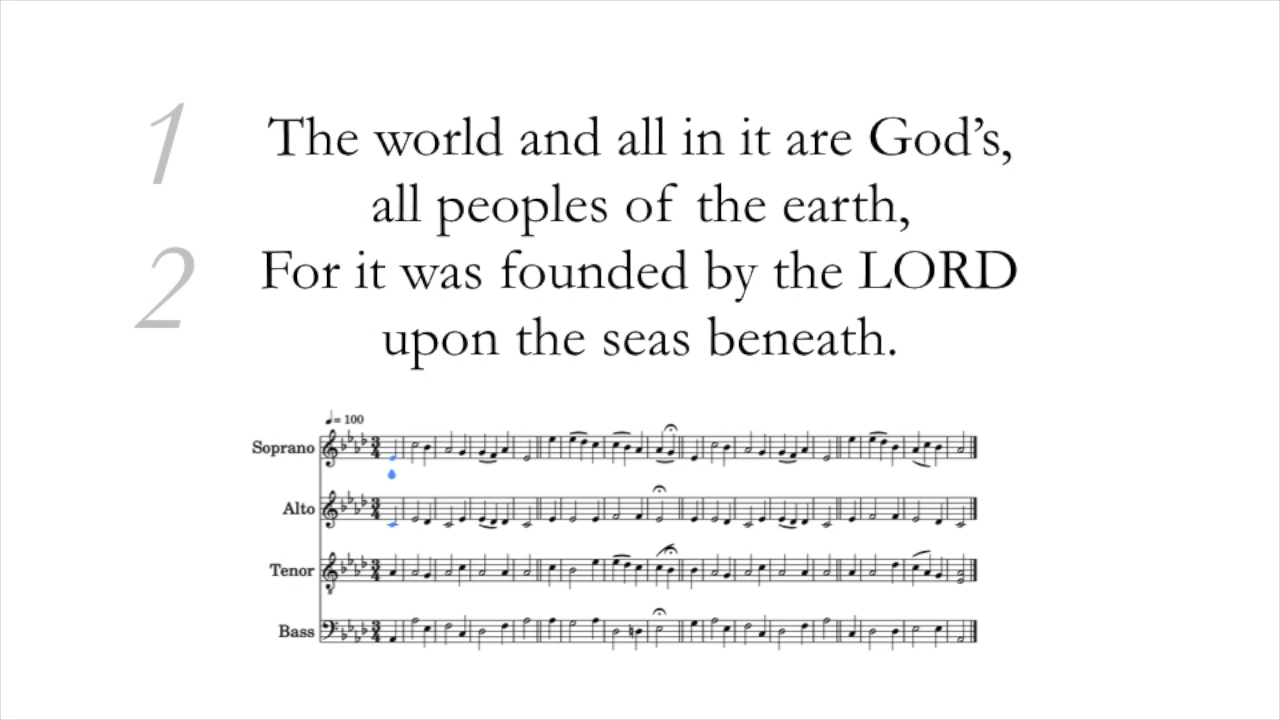 1 The world and all in it are God’s,
all peoples of the earth,
2 For it was founded by the LORD
upon the seas beneath.
♩= 100
Soprano
Alto
Tenor
Bass